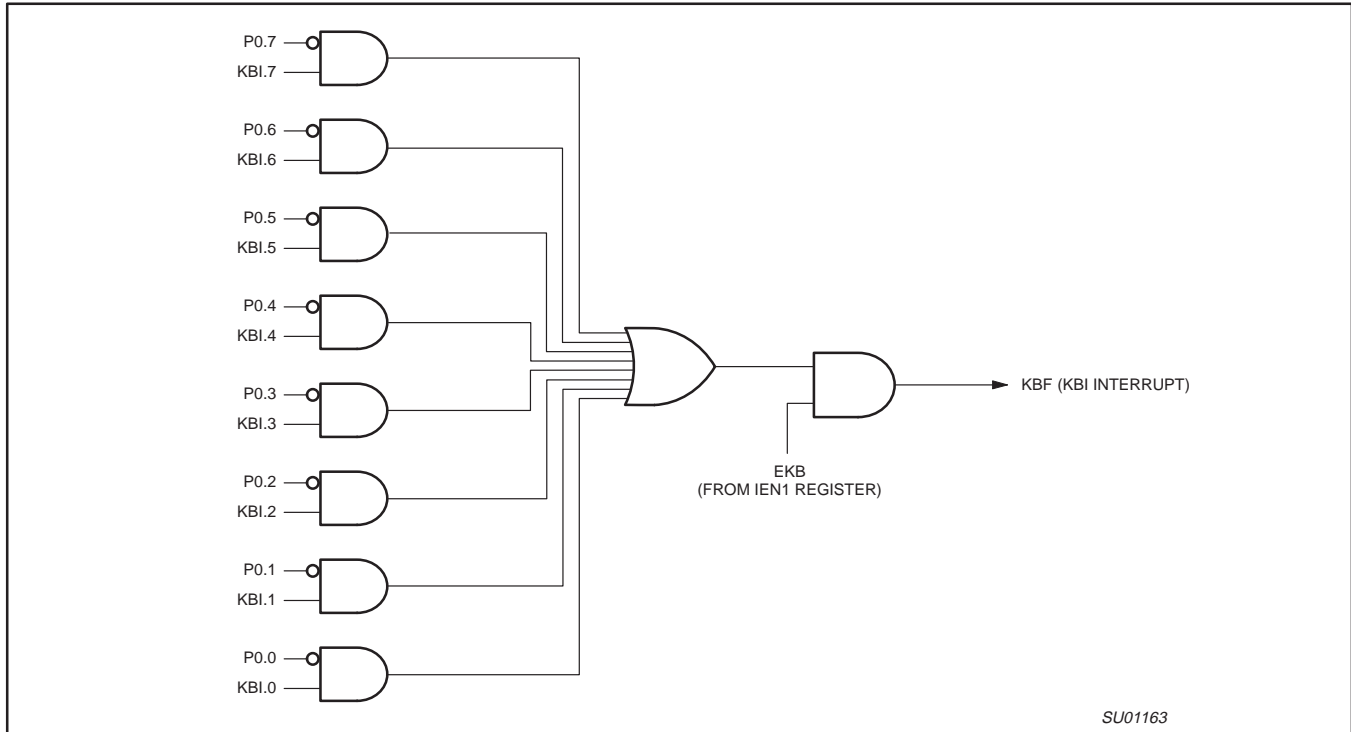 P0.7
KBI.7
P0.6
KBI.6
P0.5
KBI.5
P0.4
KBI.4
P0.3
KBI.3
P0.2
KBI.2
P0.1
KBI.1
P0.0
KBI.0
KBF (KBI INTERRUPT)
EKB
(FROM IEN1 REGISTER)
SU01163